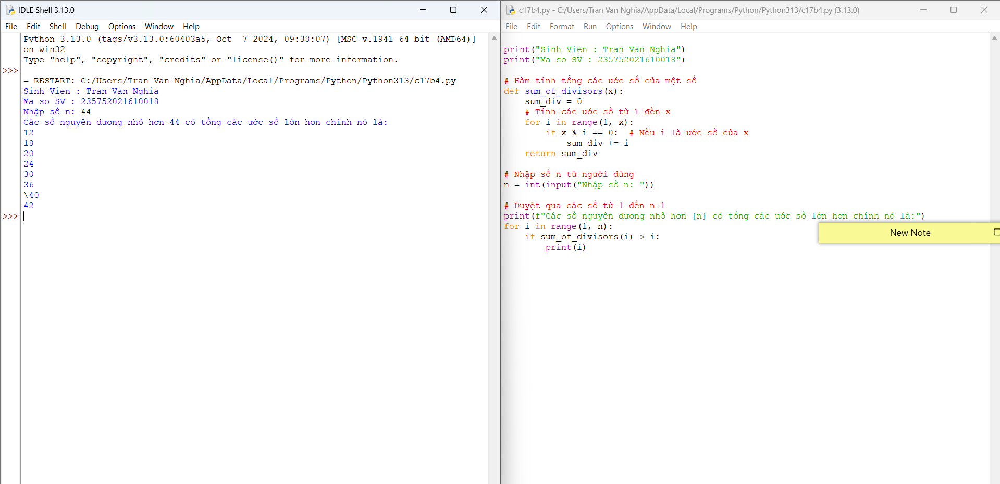 IDLE Shell 3.13.0
File Edit Shell Debug Options Window Help
Python 3.13.0 (tags/v3.13.0:60403a5, Oct  7 2024, 09:38:07) [MSC v.1941 64 bit (AMD64)]
on win32
Type "help", "copyright", "credits" or "license()" for more information.
>>>
= RESTART: C:/Users/Tran Van Nghia/AppData/Local/Programs/Python/Python313/c17b4.py
Sinh Vien : Tran Van Nghia
Ma so SV : 235752021610018
Nhập số n: 44
Các số nguyên dương nhỏ hơn 44 có tổng các ước số lớn hơn chính nó là:
12
18
20
24
30
36
\40
42
>>>
c17b4.py - C:/Users/Tran Van Nghia/AppData/Local/Programs/Python/Python313/c17b4.py (3.13.0)
File Edit Format Run Options Window Help
print("Sinh Vien : Tran Van Nghia")
print("Ma so SV : 235752021610018")
# Hàm tính tổng các ước số của một số
def sum_of_divisors(x):
    sum_div = 0
    # Tính các ước số từ 1 đến x
    for i in range(1, x):
        if x % i == 0:  # Nếu i là ước số của x
            sum_div += i
    return sum_div
# Nhập số n từ người dùng
n = int(input("Nhập số n: "))
# Duyệt qua các số từ 1 đến n-1
print(f"Các số nguyên dương nhỏ hơn {n} có tổng các ước số lớn hơn chính nó là:")
for i in range(1, n):
    if sum_of_divisors(i) > i:
        print(i)
New Note